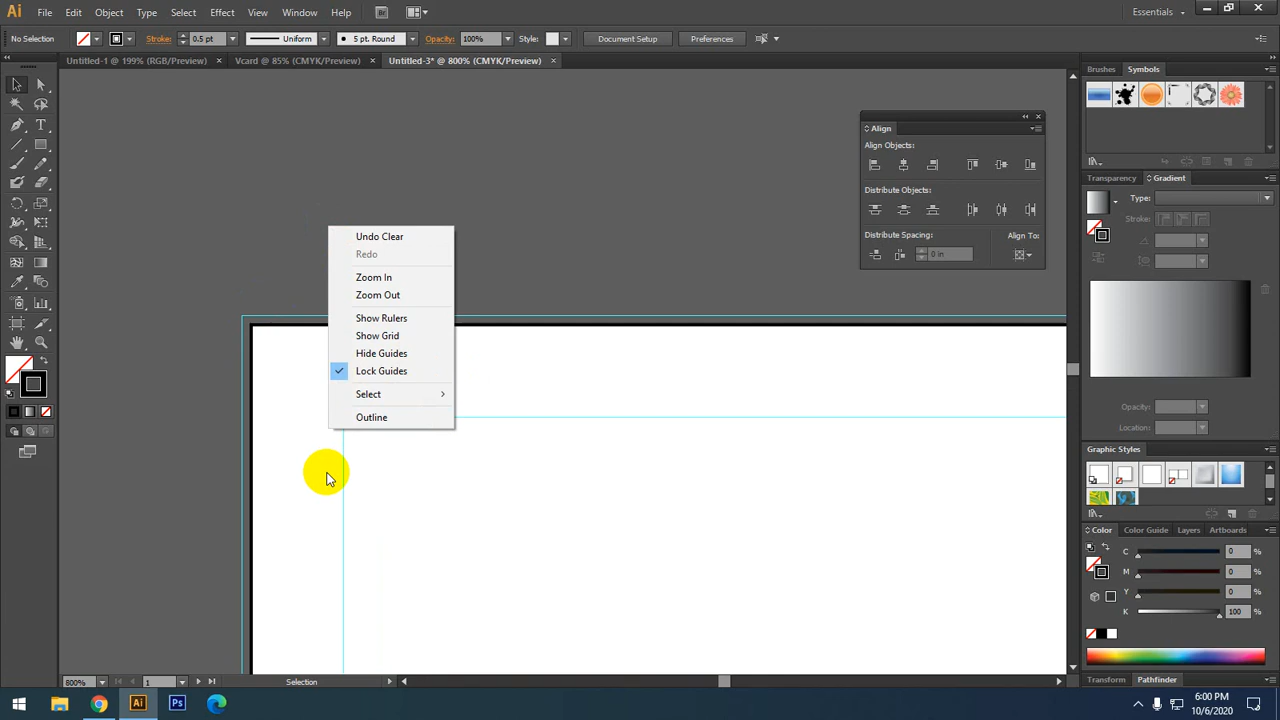 Ai File Edit Object Type Select Effect View Window Help Br Essentials
No Selection Stroke: 0.5 pt Uniform 5 pt. Round Opacity: 100% Style: Document Setup Preferences
Untitled-1 @ 199% (RGB/Preview) Vcard @ 85% (CMYK/Preview) Untitled-3* @ 800% (CMYK/Preview)
Brushes Symbols
Align
Align Objects:
Distribute Objects:
Distribute Spacing: Align To:
0 in
Transparency Gradient
Type:
Stroke:
Opacity:
Location:
Undo Clear
Redo
Zoom In
Zoom Out
Show Rulers
Show Grid
Hide Guides
Lock Guides
Select
Outline
Graphic Styles
Color Color Guide Layers Artboards
C 0 %
M 0 %
Y 0 %
K 100 %
Transform Pathfinder
800% 1 Selection
Ai Ps
6:00 PM
10/6/2020